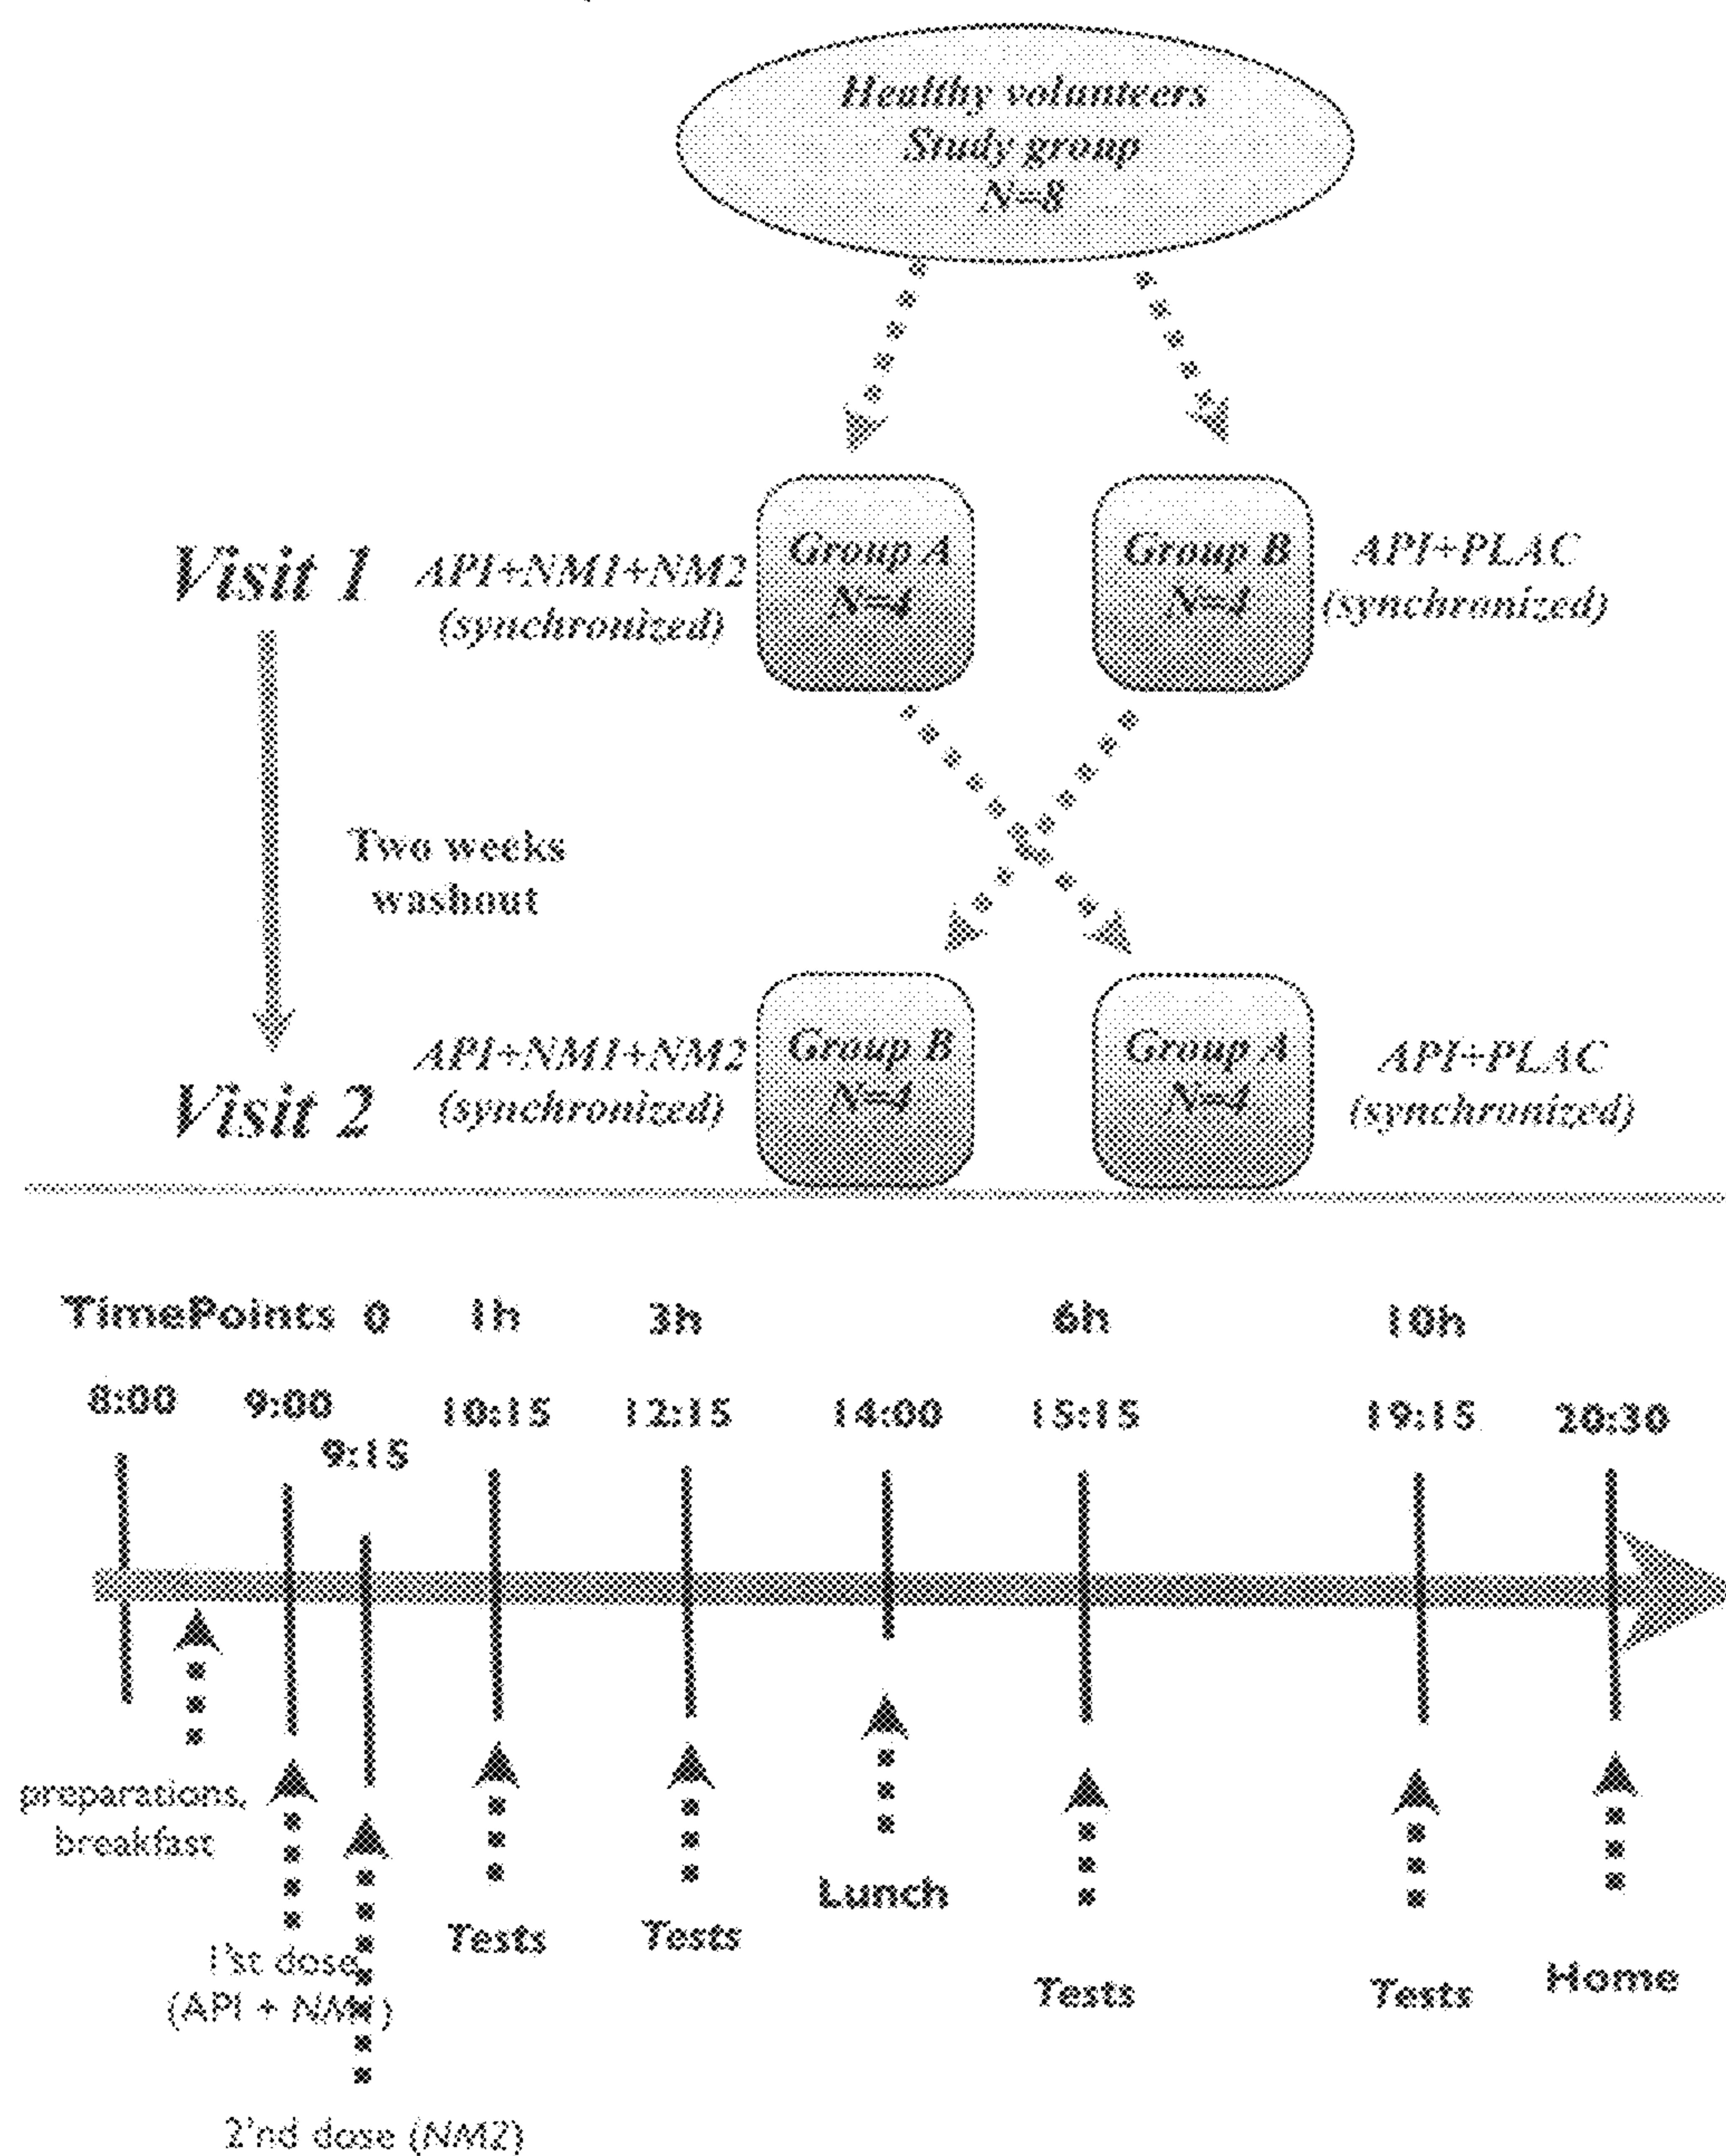 Healthy volunteers
Study group
N=8
Visit 1
API+NM1+NM2
(synchronized)
Group A
N=4
Group B
N=4
API+PLAC
(synchronized)
Two weeks
washout
Visit 2
API+NM1+NM2
(synchronized)
Group B
N=4
Group A
N=4
API+PLAC
(synchronized)
TimePoints 0 1h 3h 6h 10h
8:00 9:00 10:15 12:15 14:00 15:15 19:15 20:30
9:15
preparations,
breakfast
1'st dose
(API + NM1)
2'nd dose (NM2)
Tests
Tests
Lunch
Tests
Tests
Home